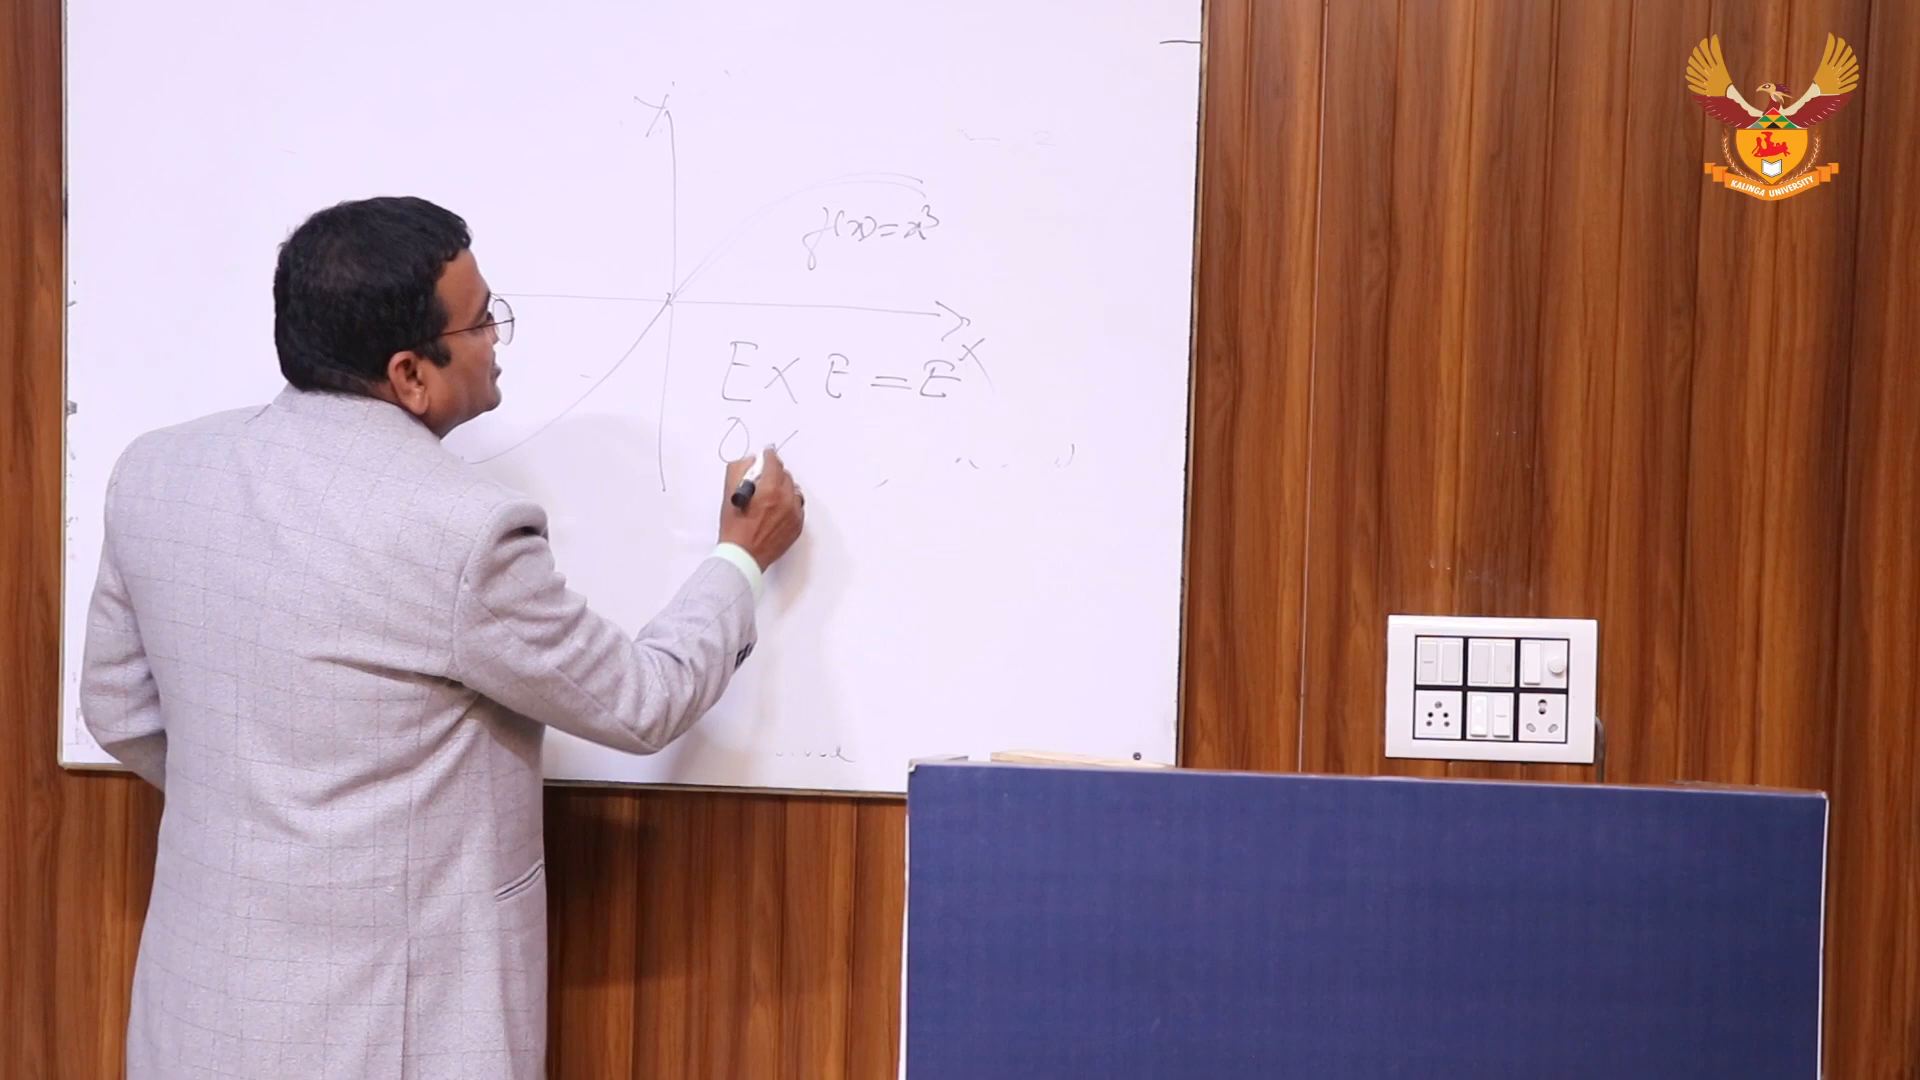 Y
f(x)=x³
X
E × E = E
O ×
KALINGA UNIVERSITY